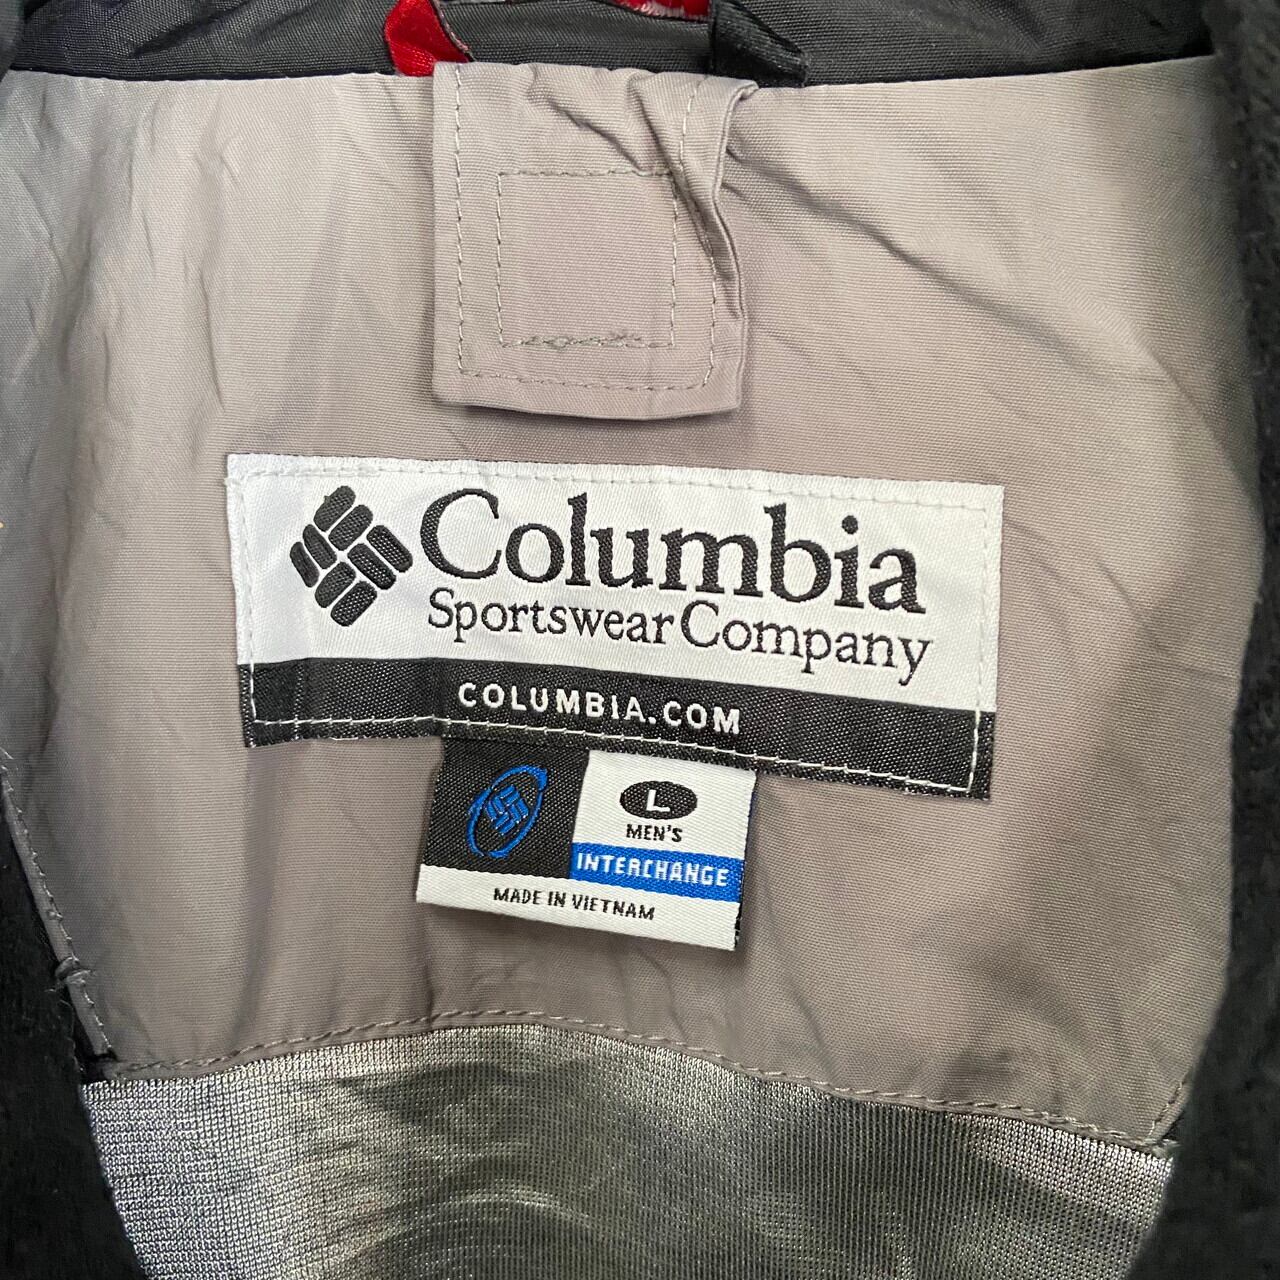 Columbia
Sportswear Company
COLUMBIA.COM
L
MEN'S
INTERCHANGE
MADE IN VIETNAM